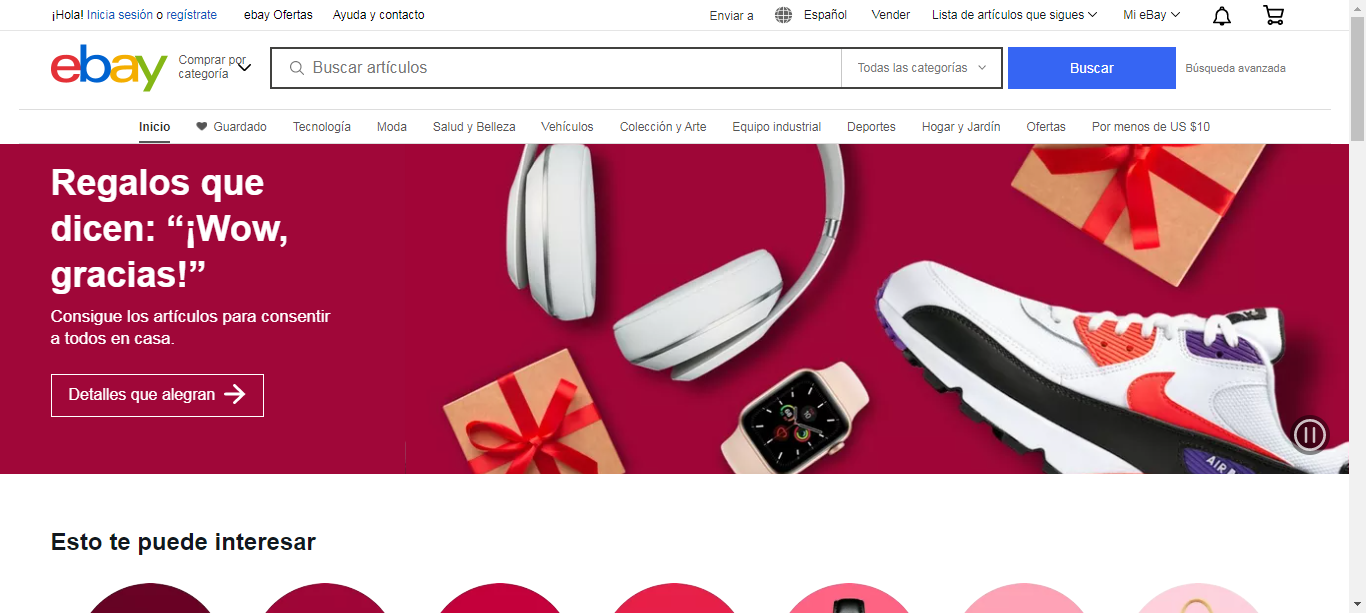 ¡Hola! Inicia sesión o regístrate ebay Ofertas Ayuda y contacto Enviar a Español Vender Lista de artículos que sigues Mi eBay
ebay Comprar por categoría Buscar artículos Todas las categorías Buscar Búsqueda avanzada
Inicio Guardado Tecnología Moda Salud y Belleza Vehículos Colección y Arte Equipo industrial Deportes Hogar y Jardín Ofertas Por menos de US $10
Regalos que
dicen: “¡Wow,
gracias!”
Consigue los artículos para consentir
a todos en casa.
Detalles que alegran
AIR
Esto te puede interesar